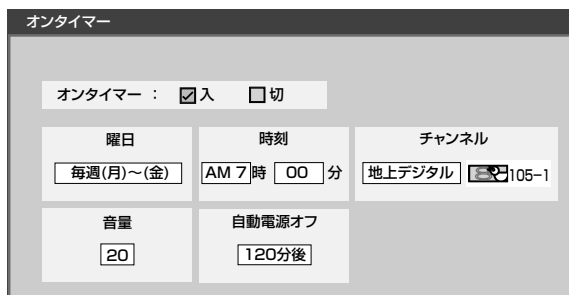 オンタイマー
オンタイマー : 入 切
曜日 時刻 チャンネル
毎週(月)~(金) AM 7時 00分 地上デジタル 105-1
音量 自動電源オフ
20 120分後